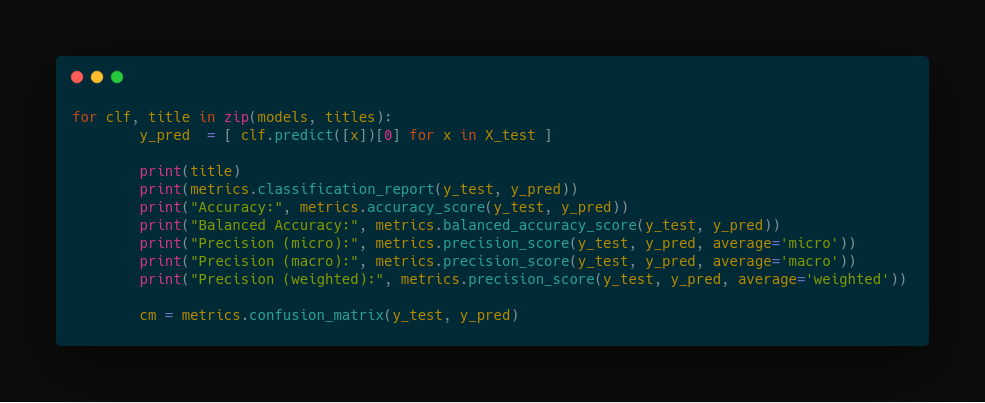 for clf, title in zip(models, titles):
        y_pred  = [ clf.predict([x])[0] for x in X_test ]

        print(title)
        print(metrics.classification_report(y_test, y_pred))
        print("Accuracy:", metrics.accuracy_score(y_test, y_pred))
        print("Balanced Accuracy:", metrics.balanced_accuracy_score(y_test, y_pred))
        print("Precision (micro):", metrics.precision_score(y_test, y_pred, average='micro'))
        print("Precision (macro):", metrics.precision_score(y_test, y_pred, average='macro'))
        print("Precision (weighted):", metrics.precision_score(y_test, y_pred, average='weighted'))

        cm = metrics.confusion_matrix(y_test, y_pred)